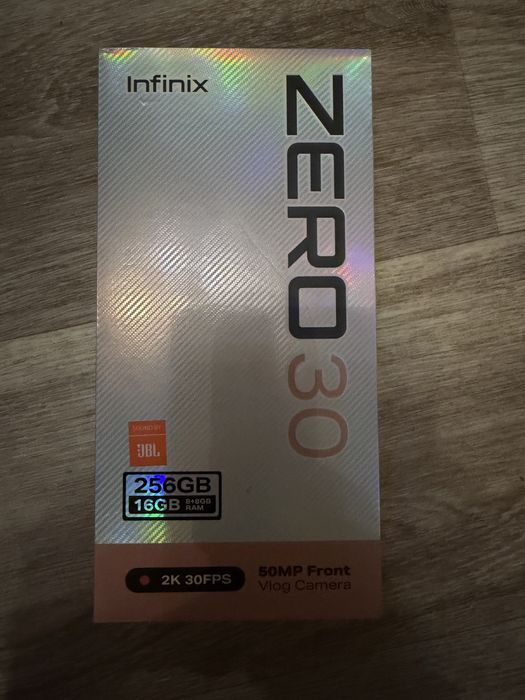 Infinix
ZERO 30
SOUND BY
JBL
256GB
16GB 8+8GB RAM
2K 30FPS
50MP Front
Vlog Camera